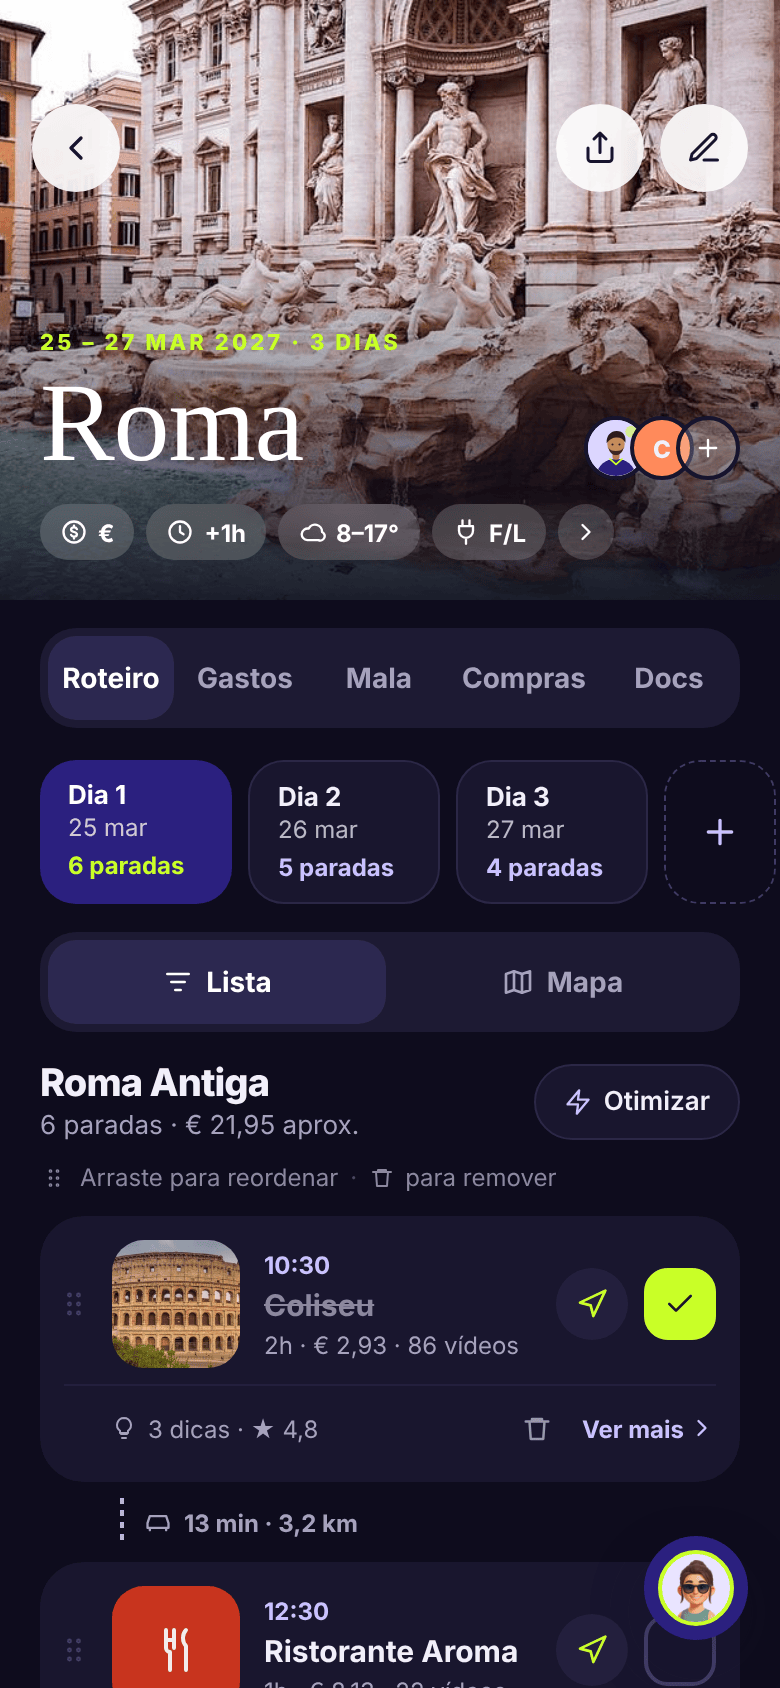 25 – 27 MAR 2027 · 3 DIAS
Roma
C
€
+1h
8–17°
F/L
Roteiro
Gastos
Mala
Compras
Docs
Dia 1
25 mar
6 paradas
Dia 2
26 mar
5 paradas
Dia 3
27 mar
4 paradas
Lista
Mapa
Roma Antiga
6 paradas · € 21,95 aprox.
Otimizar
Arraste para reordenar · para remover
10:30
Coliseu
2h · € 2,93 · 86 vídeos
3 dicas · ★ 4,8
Ver mais
13 min · 3,2 km
12:30
Ristorante Aroma